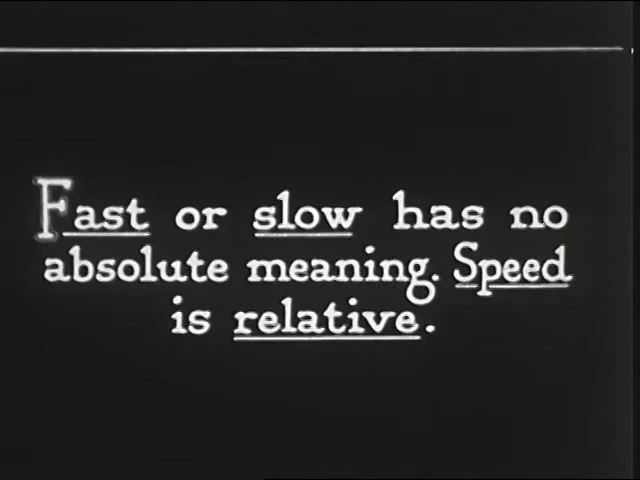 Fast or slow has no
absolute meaning. Speed
is relative.